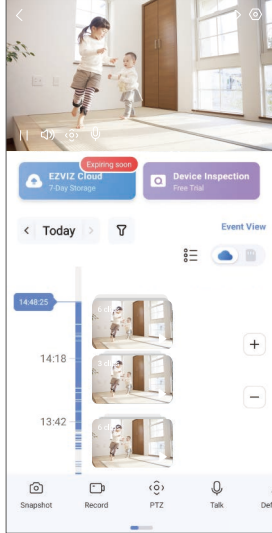 Expiring soon
EZVIZ Cloud
7-Day Storage
Device Inspection
Free Trial
Today
Event View
14:48:25
14:18
13:42
Snapshot
Record
PTZ
Talk